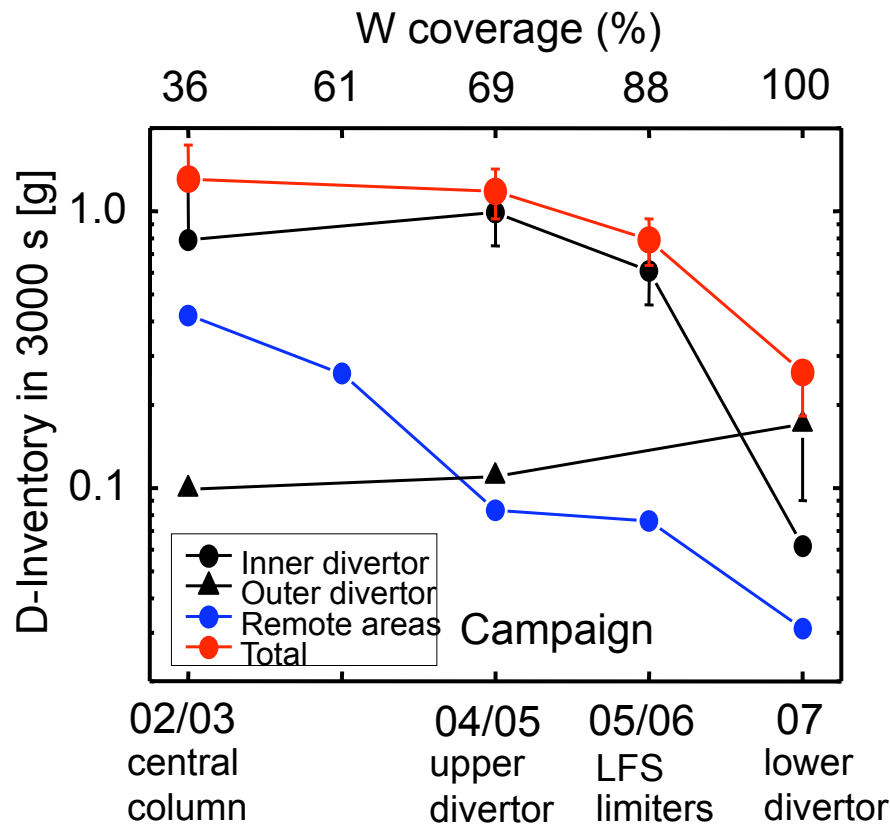 W coverage (%)
36 61 69 88 100
D-Inventory in 3000 s [g]
1.0
0.1
Inner divertor
Outer divertor
Remote areas
Total
Campaign
02/03 04/05 05/06 07
central upper LFS lower
column divertor limiters divertor